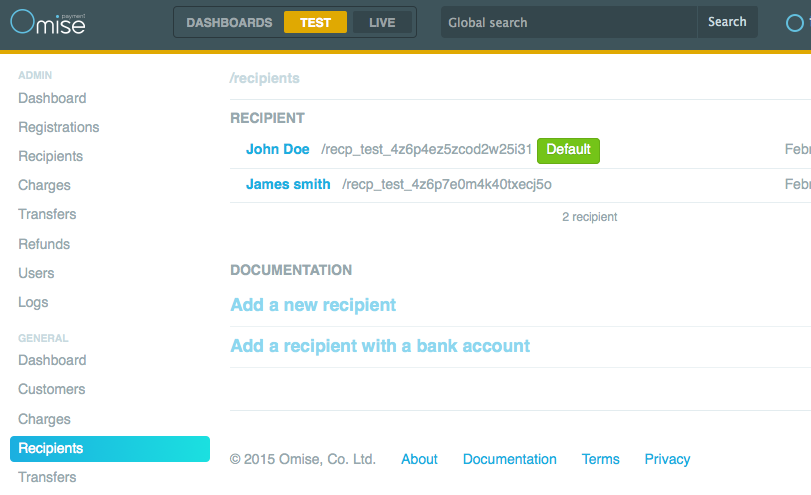 Omise payment
DASHBOARDS TEST LIVE
Global search Search
ADMIN
Dashboard
Registrations
Recipients
Charges
Transfers
Refunds
Users
Logs
GENERAL
Dashboard
Customers
Charges
Recipients
Transfers
/recipients
RECIPIENT
John Doe /recp_test_4z6p4ez5zcod2w25i31 Default Febr
James smith /recp_test_4z6p7e0m4k40txecj5o Febr
2 recipient
DOCUMENTATION
Add a new recipient
Add a recipient with a bank account
© 2015 Omise, Co. Ltd. About Documentation Terms Privacy